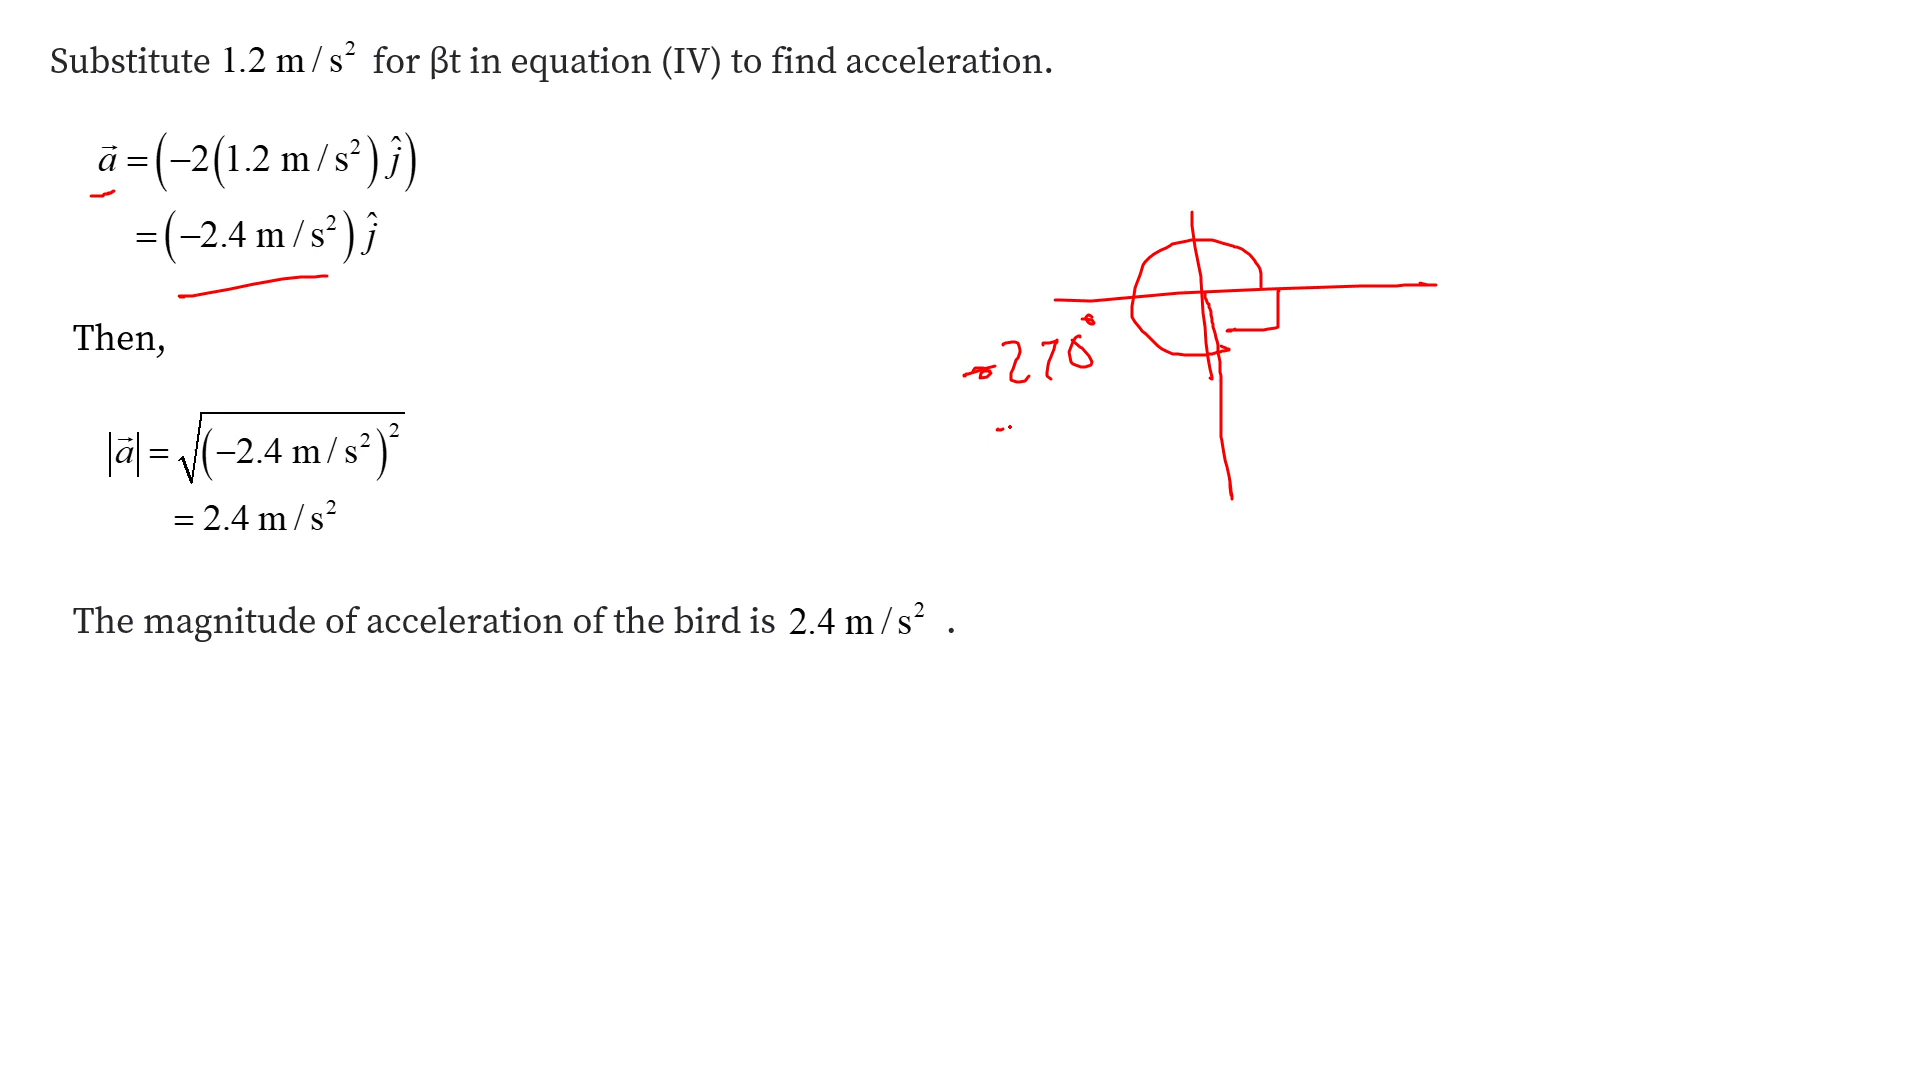 Substitute 1.2 m/s² for βt in equation (IV) to find acceleration.
a⃗ = (−2(1.2 m/s²) ĵ)
= (−2.4 m/s²) ĵ
Then,
|a⃗| = √(−2.4 m/s²)²
= 2.4 m/s²
The magnitude of acceleration of the bird is 2.4 m/s² .
270°